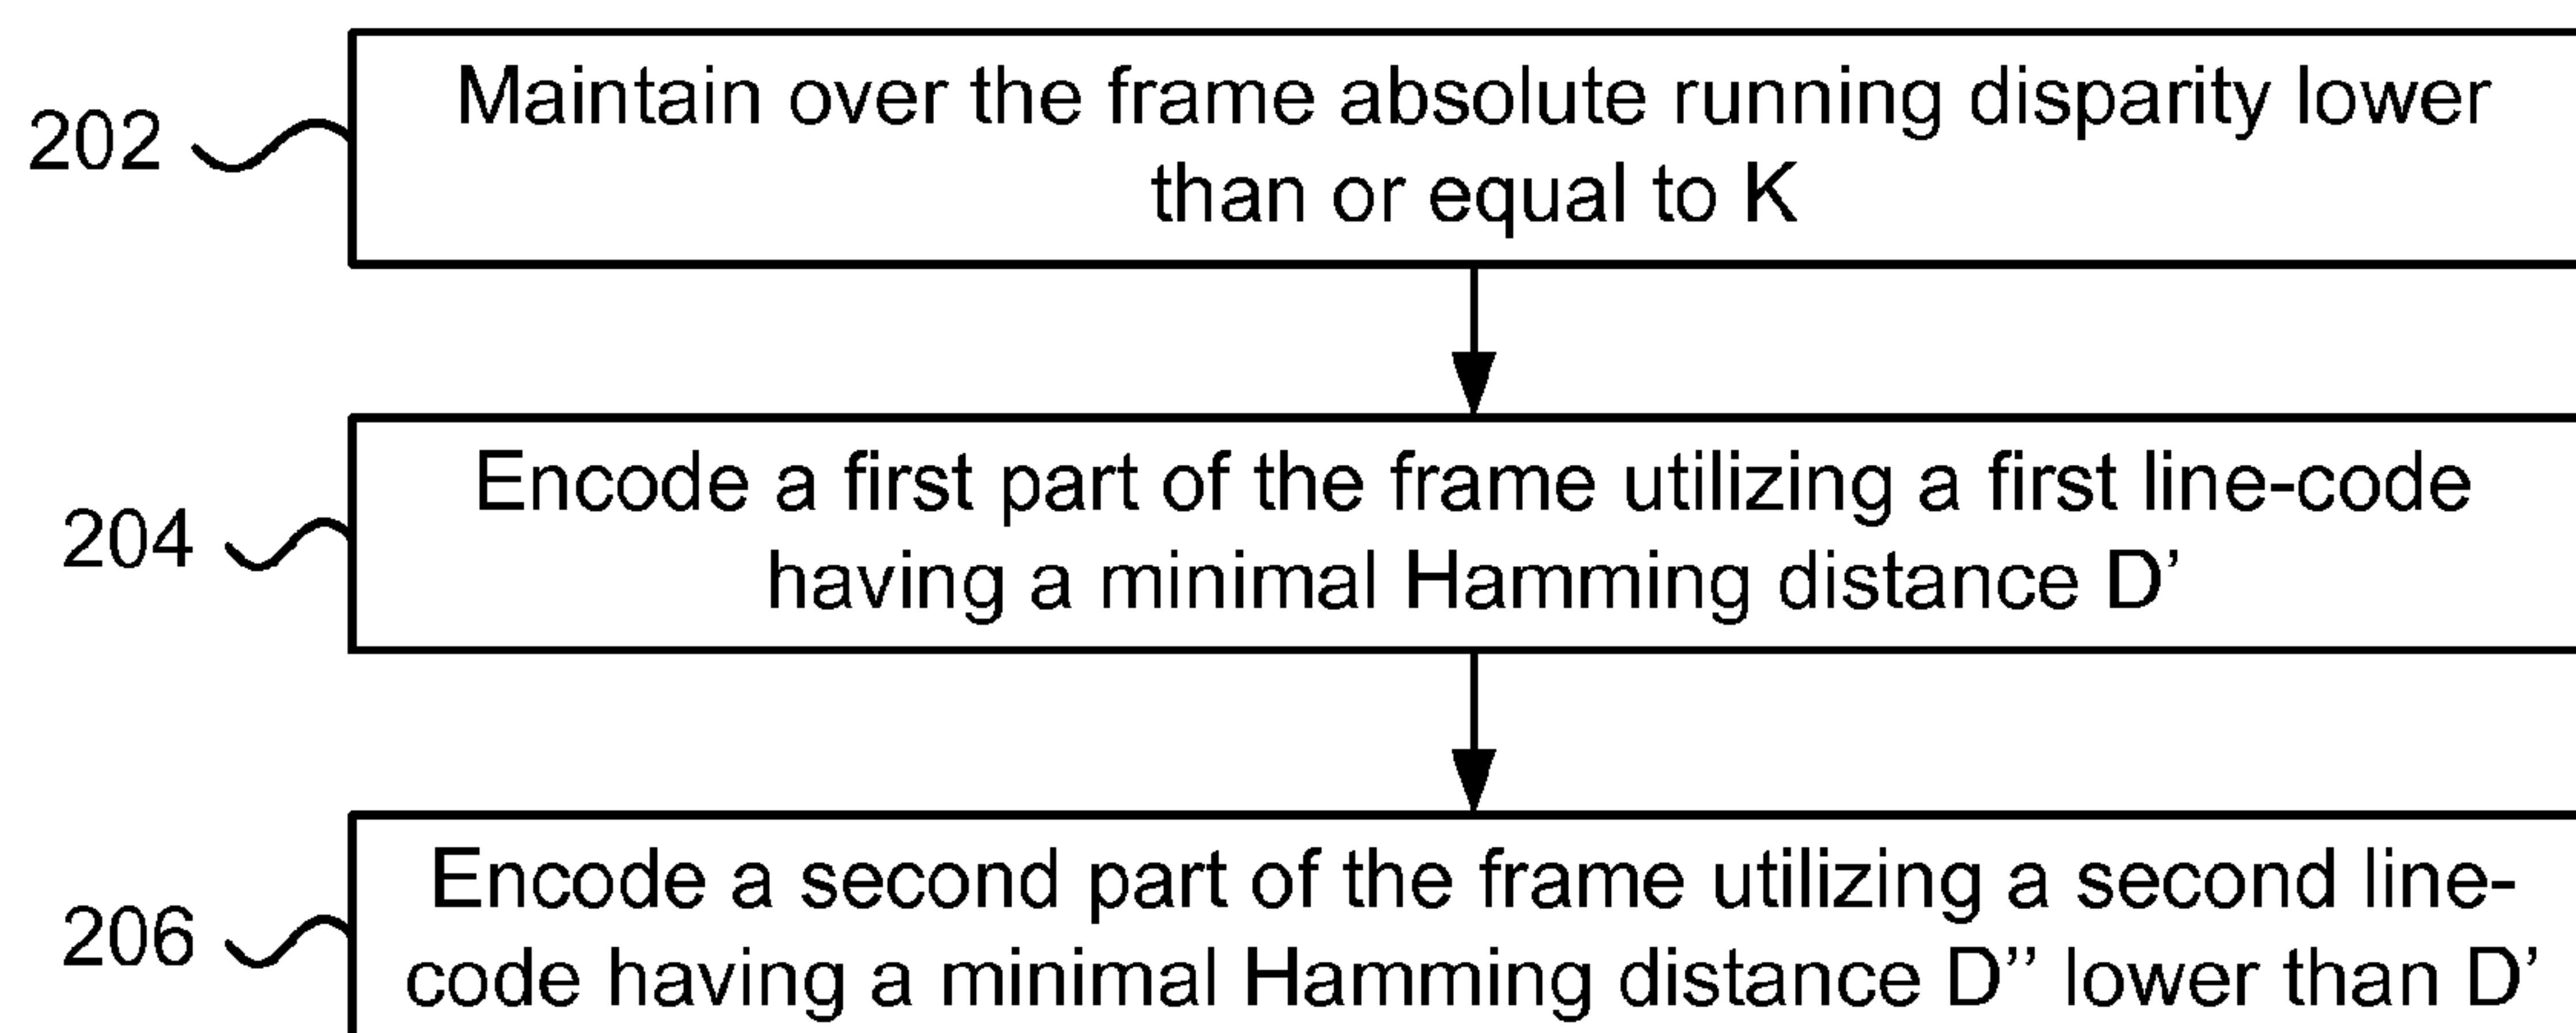 202
Maintain over the frame absolute running disparity lower
than or equal to K
204
Encode a first part of the frame utilizing a first line-code
having a minimal Hamming distance D’
206
Encode a second part of the frame utilizing a second line-
code having a minimal Hamming distance D’’ lower than D’